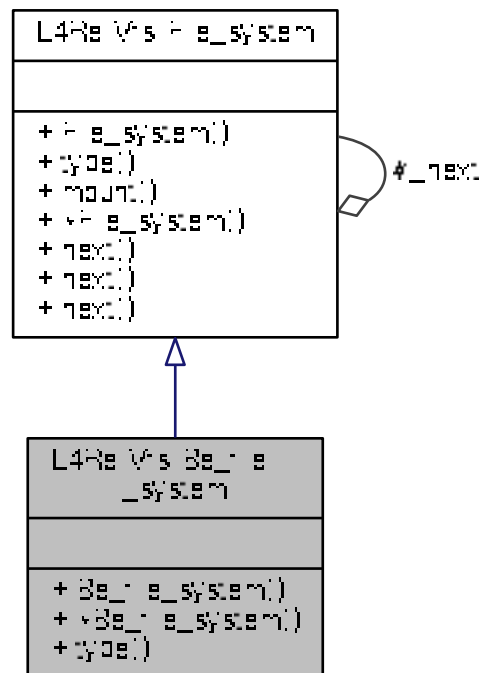 L4Re::Vfs::File_system
+ File_system()
+ type()
+ mount()
+ ~File_system()
+ next()
+ next()
+ next()
#_next
L4Re::Vfs::Be_file
_system
+ Be_file_system()
+ ~Be_file_system()
+ type()